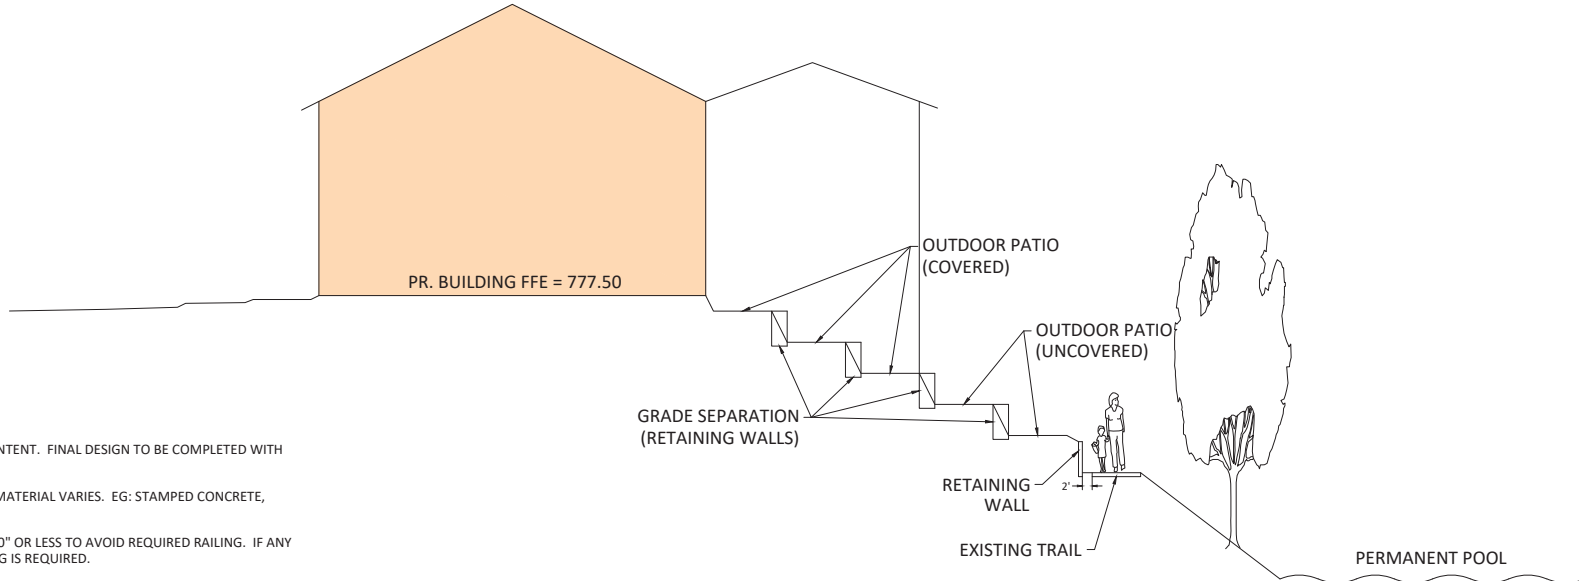 OUTDOOR PATIO
(COVERED)
PR. BUILDING FFE = 777.50
OUTDOOR PATIO
(UNCOVERED)
GRADE SEPARATION
(RETAINING WALLS)
RETAINING
WALL
2'
EXISTING TRAIL
PERMANENT POOL
NTENT. FINAL DESIGN TO BE COMPLETED WITH
MATERIAL VARIES. EG: STAMPED CONCRETE,
0" OR LESS TO AVOID REQUIRED RAILING. IF ANY
G IS REQUIRED.